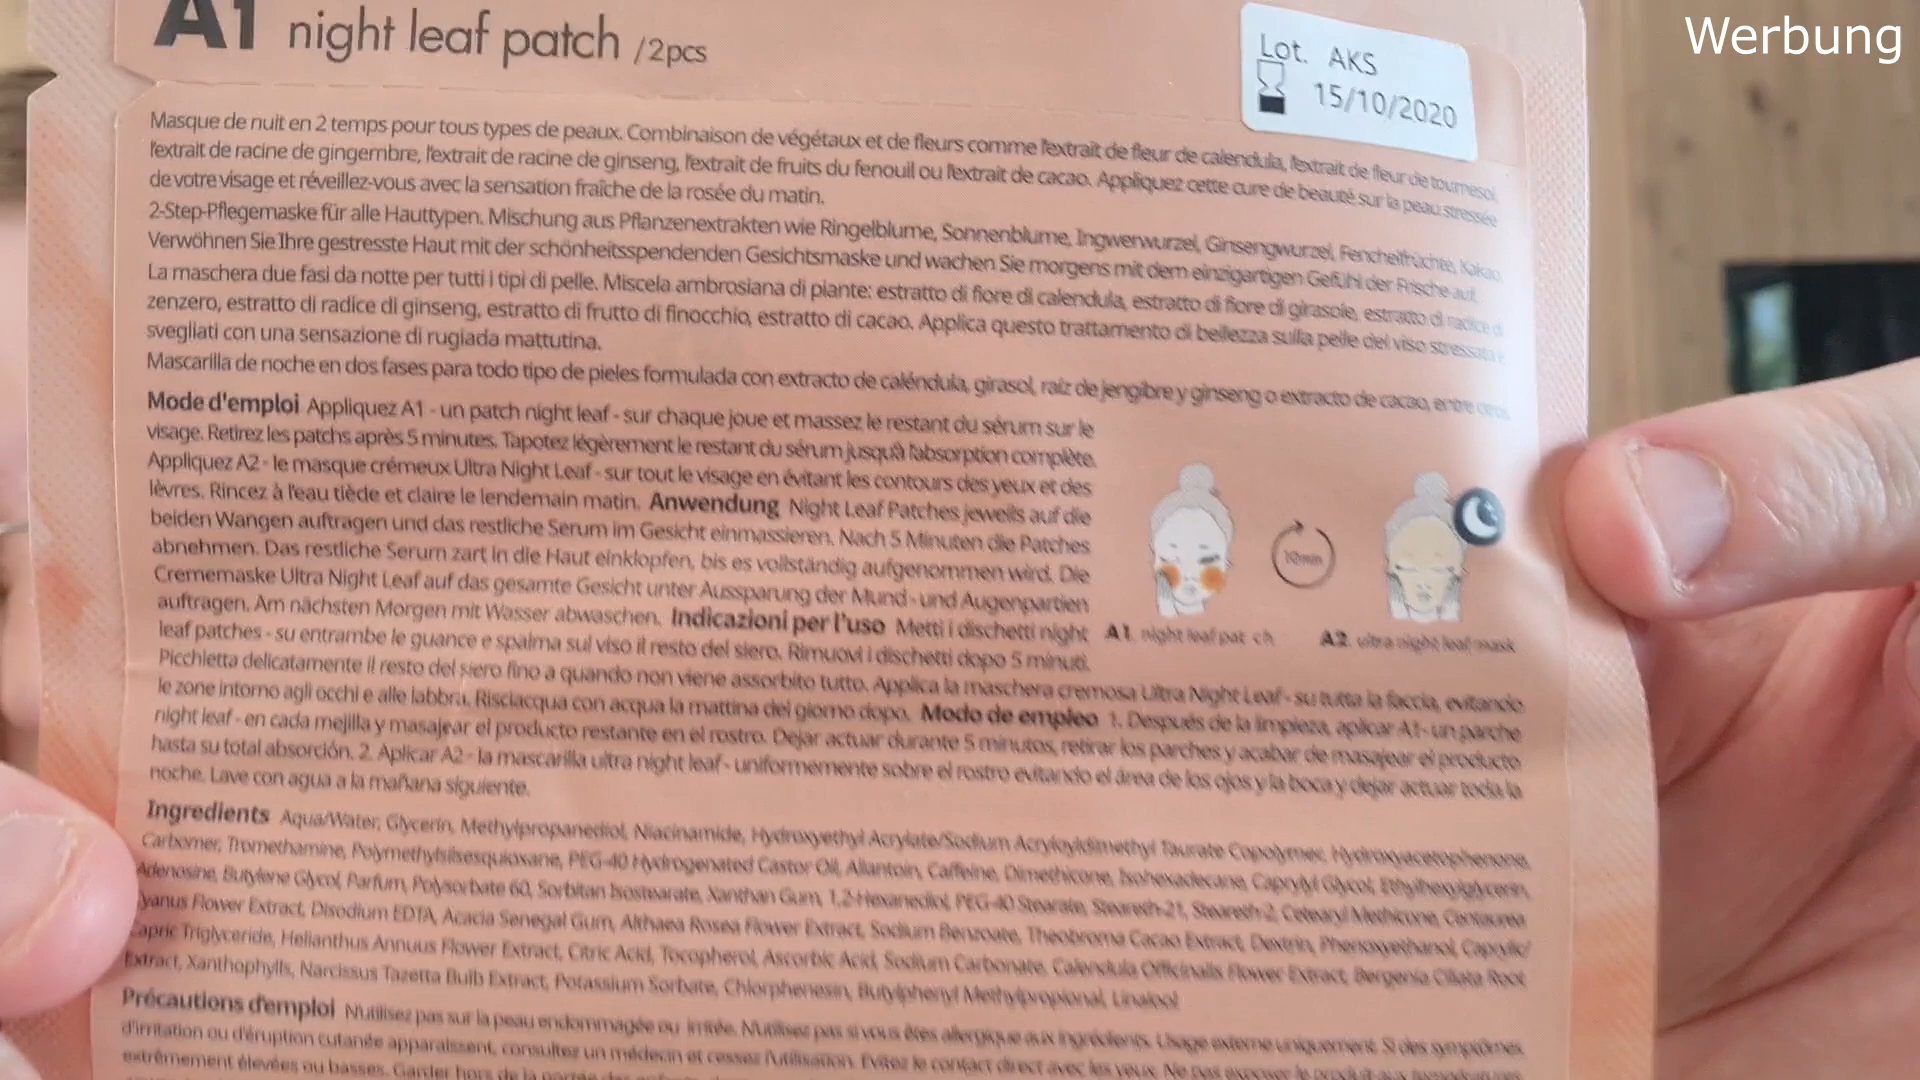 Werbung
A1 night leaf patch /2pcs
Lot. AKS
15/10/2020
Masque de nuit en 2 temps pour tous types de peaux. Combinaison de végétaux et de fleurs comme l'extrait de fleur de calendula, l'extrait de fleur de tournesol,
l'extrait de racine de gingembre, l'extrait de racine de ginseng, l'extrait de fruits du fenouil ou l'extrait de cacao. Appliquez cette cure de beauté sur la peau stressée
de votre visage et réveillez-vous avec la sensation fraîche de la rosée du matin.
2-Step-Pflegemaske für alle Hauttypen. Mischung aus Pflanzenextrakten wie Ringelblume, Sonnenblume, Ingwerwurzel, Ginsengwurzel, Fenchelfrüchte, Kakao.
Verwöhnen Sie Ihre gestresste Haut mit der schönheitsspendenden Gesichtsmaske und wachen Sie morgens mit dem einzigartigen Gefühl der Frische auf.
La maschera due fasi da notte per tutti i tipi di pelle. Miscela ambrosiana di piante: estratto di fiore di calendula, estratto di fiore di girasole, estratto di radice di
zenzero, estratto di radice di ginseng, estratto di frutto di finocchio, estratto di cacao. Applica questo trattamento di bellezza sulla pelle del viso stressata e
svegliati con una sensazione di rugiada mattutina.
Mascarilla de noche en dos fases para todo tipo de pieles formulada con extracto de caléndula, girasol, raíz de jengibre y ginseng o extracto de cacao, entre otros.
Mode d'emploi Appliquez A1 - un patch night leaf - sur chaque joue et massez le restant du sérum sur le
visage. Retirez les patchs après 5 minutes. Tapotez légèrement le restant du sérum jusqu'à l'absorption complète.
Appliquez A2 - le masque crémeux Ultra Night Leaf - sur tout le visage en évitant les contours des yeux et des
lèvres. Rincez à l'eau tiède et claire le lendemain matin. Anwendung Night Leaf Patches jeweils auf die
beiden Wangen auftragen und das restliche Serum im Gesicht einmassieren. Nach 5 Minuten die Patches
abnehmen. Das restliche Serum zart in die Haut einklopfen, bis es vollständig aufgenommen wird. Die
Crememaske Ultra Night Leaf auf das gesamte Gesicht unter Aussparung der Mund- und Augenpartien
auftragen. Am nächsten Morgen mit Wasser abwaschen. Indicazioni per l'uso Metti i dischetti night
leaf patches - su entrambe le guance e spalma sul viso il resto del siero. Rimuovi i dischetti dopo 5 minuti.
10min
A1. night leaf pat ch
A2. ultra night leaf mask
Picchietta delicatamente il resto del siero fino a quando non viene assorbito tutto. Applica la maschera cremosa Ultra Night Leaf - su tutta la faccia, evitando
le zone intorno agli occhi e alle labbra. Risciacqua con acqua la mattina del giorno dopo. Modo de empleo 1. Después de la limpieza, aplicar A1- un parche
night leaf - en cada mejilla y masajear el producto restante en el rostro. Dejar actuar durante 5 minutos, retirar los parches y acabar de masajear el producto
hasta su total absorción. 2. Aplicar A2 - la mascarilla ultra night leaf - uniformemente sobre el rostro evitando el área de los ojos y la boca y dejar actuar toda la
noche. Lave con agua a la mañana siguiente.
Ingredients Aqua/Water, Glycerin, Methylpropanediol, Niacinamide, Hydroxyethyl Acrylate/Sodium Acryloyldimethyl Taurate Copolymer, Hydroxyacetophenone,
Carbomer, Tromethamine, Polymethylsilsesquioxane, PEG-40 Hydrogenated Castor Oil, Allantoin, Caffeine, Dimethicone, Isohexadecane, Caprylyl Glycol, Ethylhexylglycerin,
Adenosine, Butylene Glycol, Parfum, Polysorbate 60, Sorbitan Isostearate, Xanthan Gum, 1,2-Hexanediol, PEG-40 Stearate, Steareth-21, Steareth-2, Cetearyl Methicone, Centaurea
yanus Flower Extract, Disodium EDTA, Acacia Senegal Gum, Althaea Rosea Flower Extract, Sodium Benzoate, Theobroma Cacao Extract, Dextrin, Phenoxyethanol, Caprylic/
Capric Triglyceride, Helianthus Annuus Flower Extract, Citric Acid, Tocopherol, Ascorbic Acid, Sodium Carbonate, Calendula Officinalis Flower Extract, Bergenia Ciliata Root
Extract, Xanthophylls, Narcissus Tazetta Bulb Extract, Potassium Sorbate, Chlorphenesin, Butylphenyl Methylpropional, Linalool
Précautions d'emploi N'utilisez pas sur la peau endommagée ou irritée. N'utilisez pas si vous êtes allergique aux ingrédients. Usage externe uniquement. Si des symptômes
d'irritation ou d'éruption cutanée apparaissent, consultez un médecin et cessez l'utilisation. Evitez le contact direct avec les yeux. Ne pas exposer le produit aux températures
extrêmement élevées ou basses. Garder hors de la portée des